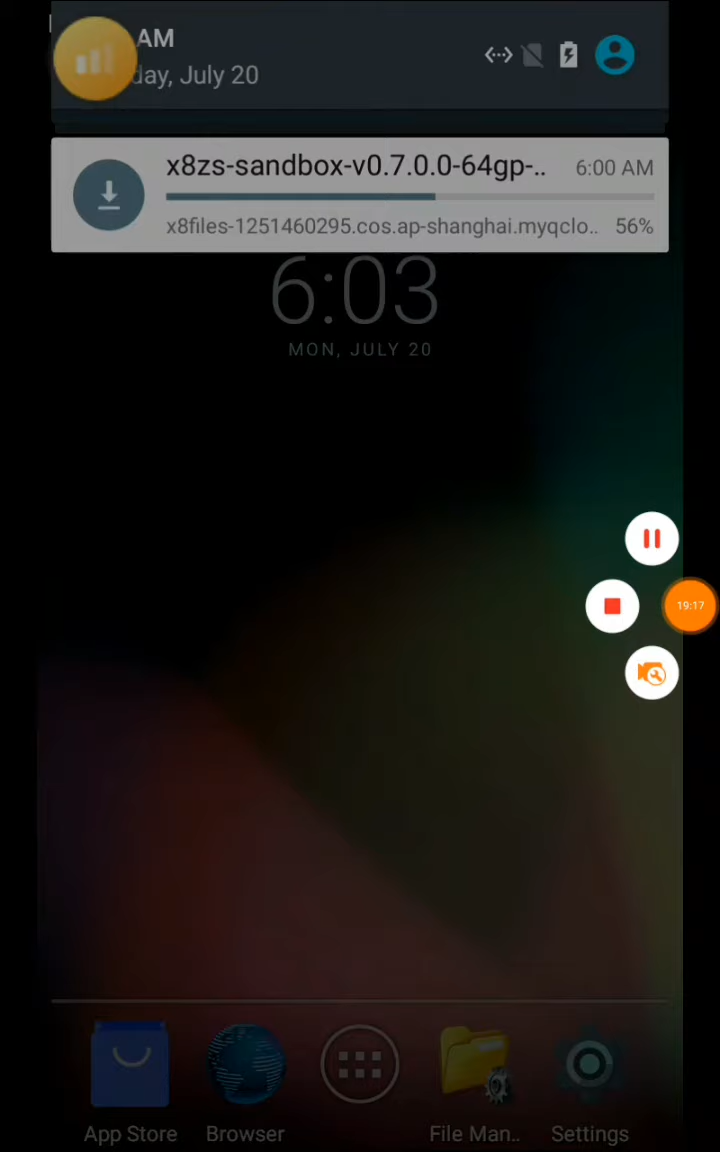 AM
day, July 20
x8zs-sandbox-v0.7.0.0-64gp-..
6:00 AM
x8files-1251460295.cos.ap-shanghai.myqclo..
56%
6:03
MON, JULY 20
19:17
App Store
Browser
File Man..
Settings